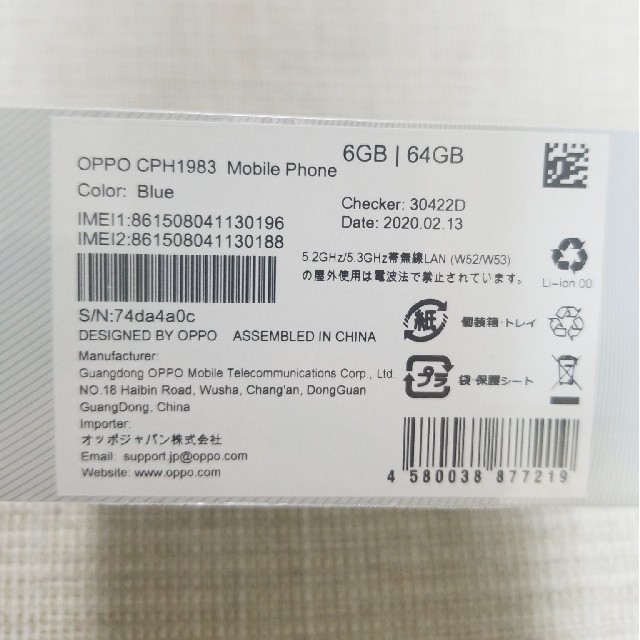 OPPO CPH1983 Mobile Phone
6GB | 64GB
Color: Blue
Checker: 30422D
Date: 2020.02.13
IMEI1:861508041130196
IMEI2:861508041130188
5.2GHz/5.3GHz帯無線LAN (W52/W53)
の屋外使用は電波法で禁止されています。
Li-ion 00
S/N:74da4a0c
紙 個装箱・トレイ
DESIGNED BY OPPO ASSEMBLED IN CHINA
Manufacturer:
Guangdong OPPO Mobile Telecommunications Corp., Ltd.
NO.18 Haibin Road, Wusha, Chang'an, DongGuan
GuangDong, China
プラ 袋・保護シート
Importer:
オッポジャパン株式会社
Email: support.jp@oppo.com
Website: www.oppo.com
4 580038 877219